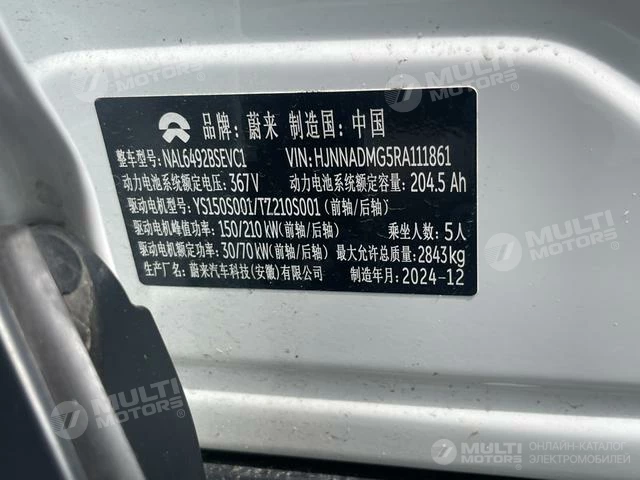 品牌:蔚来 制造国:中国
整车型号:NAL6492BSEVC1 VIN:HJNNADMG5RA111861
动力电池系统额定电压:367V 动力电池系统额定容量:204.5 Ah
驱动电机型号:YS150S001/TZ210S001(前轴/后轴)
驱动电机峰值功率:150/210 kW(前轴/后轴) 乘坐人数:5人
驱动电机额定功率:30/70 kW(前轴/后轴) 最大允许总质量:2843kg
生产厂名:蔚来汽车科技(安徽)有限公司 制造年月:2024-12
MULTI MOTORS
MULTI MOTORS
MULTI MOTORS
MULTI MOTORS
MULTI MOTORS
MULTI MOTORS ОНЛАЙН-КАТАЛОГ
ЭЛЕКТРОМОБИЛЕЙ